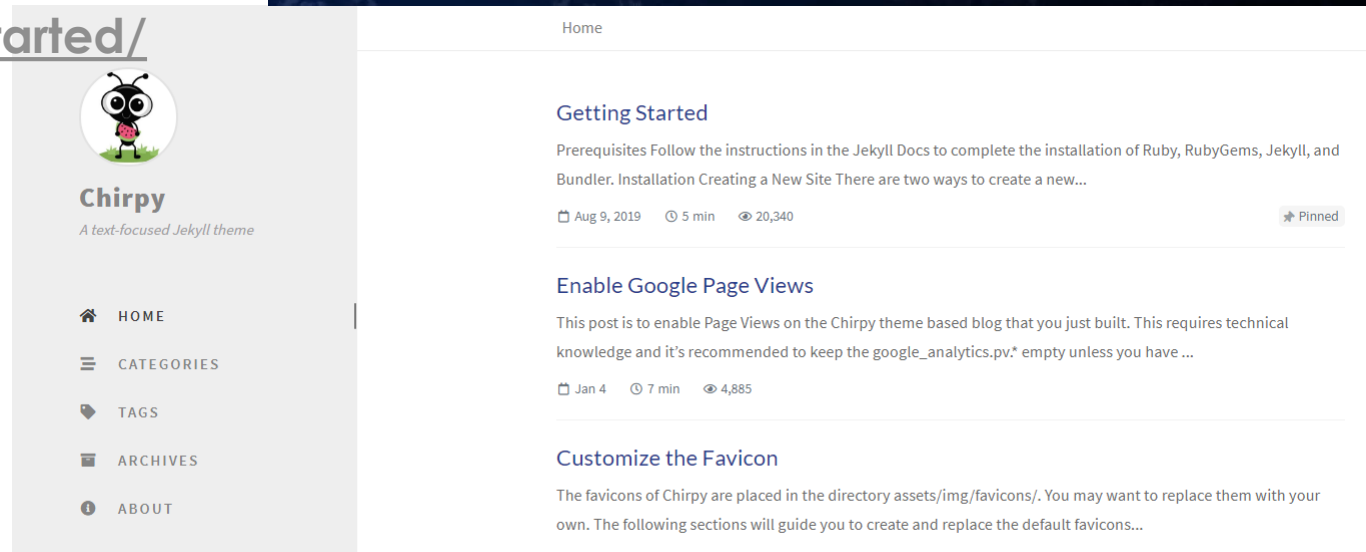 tarted/
Chirpy
A text-focused Jekyll theme
HOME
CATEGORIES
TAGS
ARCHIVES
ABOUT
Home
Getting Started
Prerequisites Follow the instructions in the Jekyll Docs to complete the installation of Ruby, RubyGems, Jekyll, and
Bundler. Installation Creating a New Site There are two ways to create a new...
Aug 9, 2019 5 min 20,340 Pinned
Enable Google Page Views
This post is to enable Page Views on the Chirpy theme based blog that you just built. This requires technical
knowledge and it’s recommended to keep the google_analytics.pv.* empty unless you have ...
Jan 4 7 min 4,885
Customize the Favicon
The favicons of Chirpy are placed in the directory assets/img/favicons/. You may want to replace them with your
own. The following sections will guide you to create and replace the default favicons...